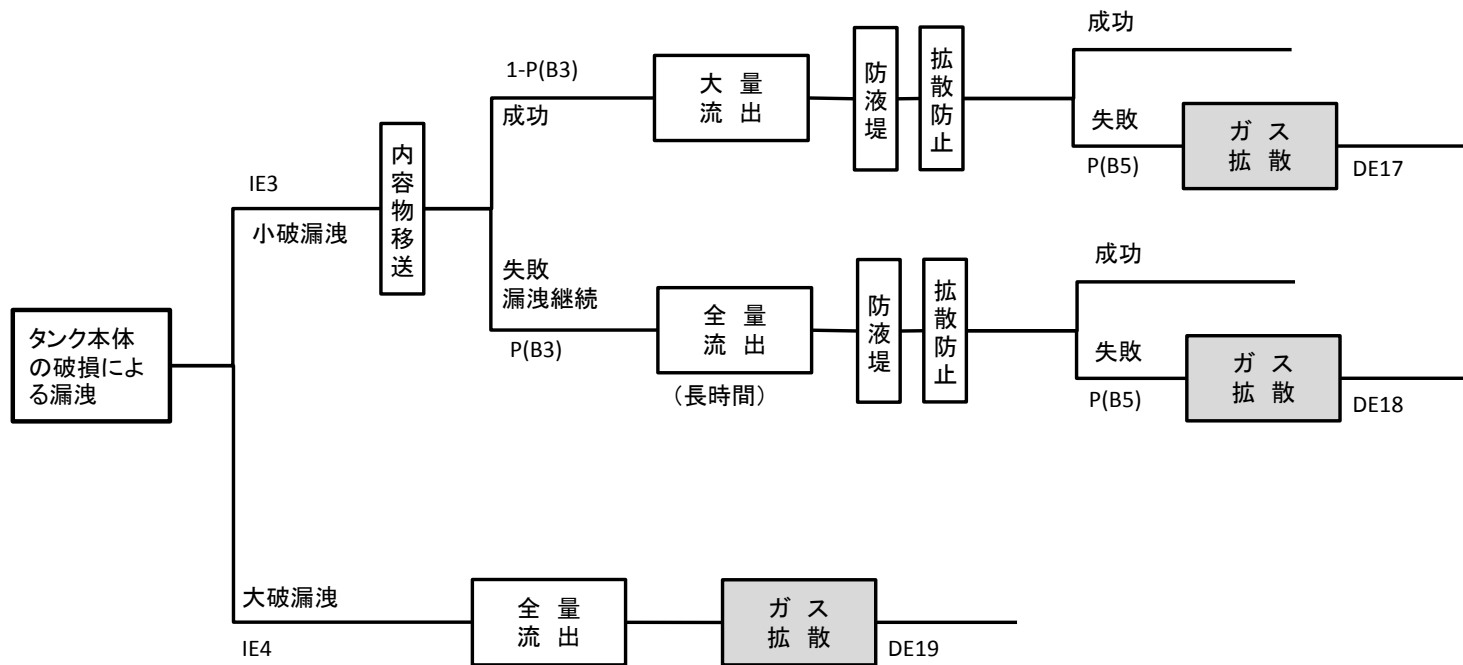 タンク本体
の破損によ
る漏洩
IE3
小破漏洩
内容物移送
1-P(B3)
成功
大 量
流 出
防液堤
拡散防止
成功
失敗
P(B5)
ガ ス
拡 散
DE17
失敗
漏洩継続
P(B3)
全 量
流 出
（長時間）
防液堤
拡散防止
成功
失敗
P(B5)
ガ ス
拡 散
DE18
大破漏洩
IE4
全 量
流 出
ガ ス
拡 散
DE19